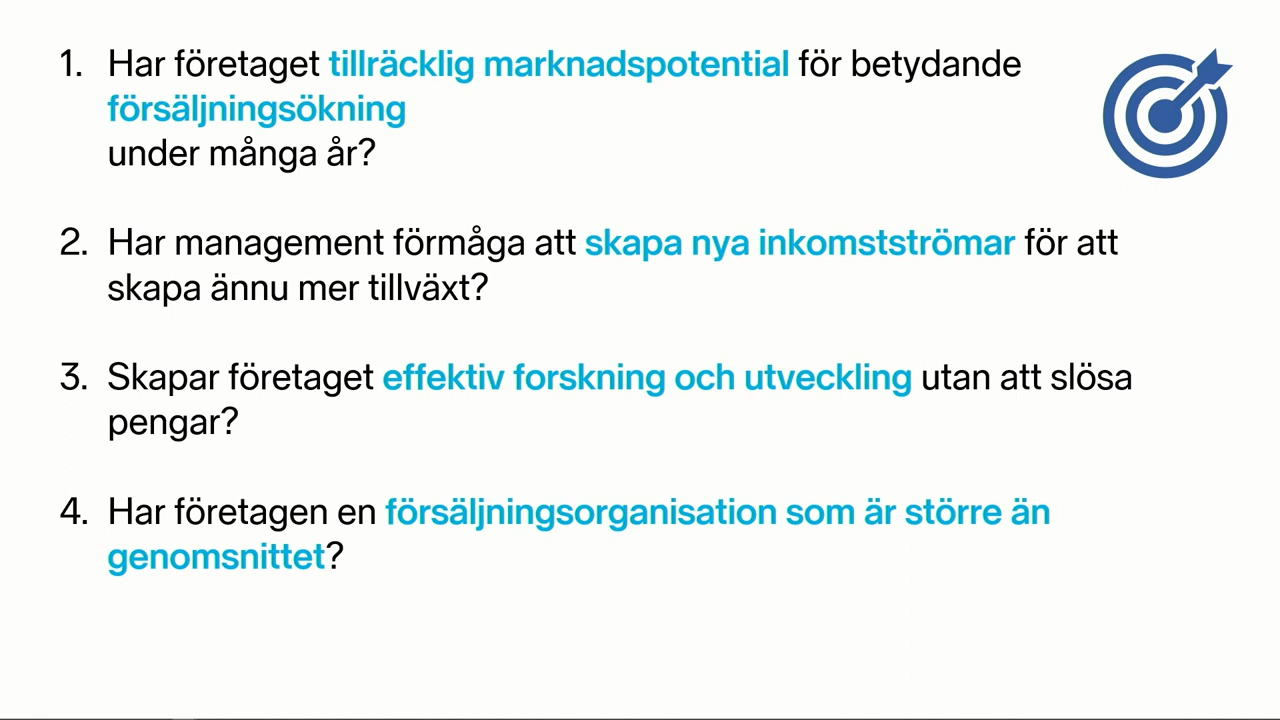 1. Har företaget tillräcklig marknadspotential för betydande
försäljningsökning
under många år?
2. Har management förmåga att skapa nya inkomstströmar för att
skapa ännu mer tillväxt?
3. Skapar företaget effektiv forskning och utveckling utan att slösa
pengar?
4. Har företagen en försäljningsorganisation som är större än
genomsnittet?